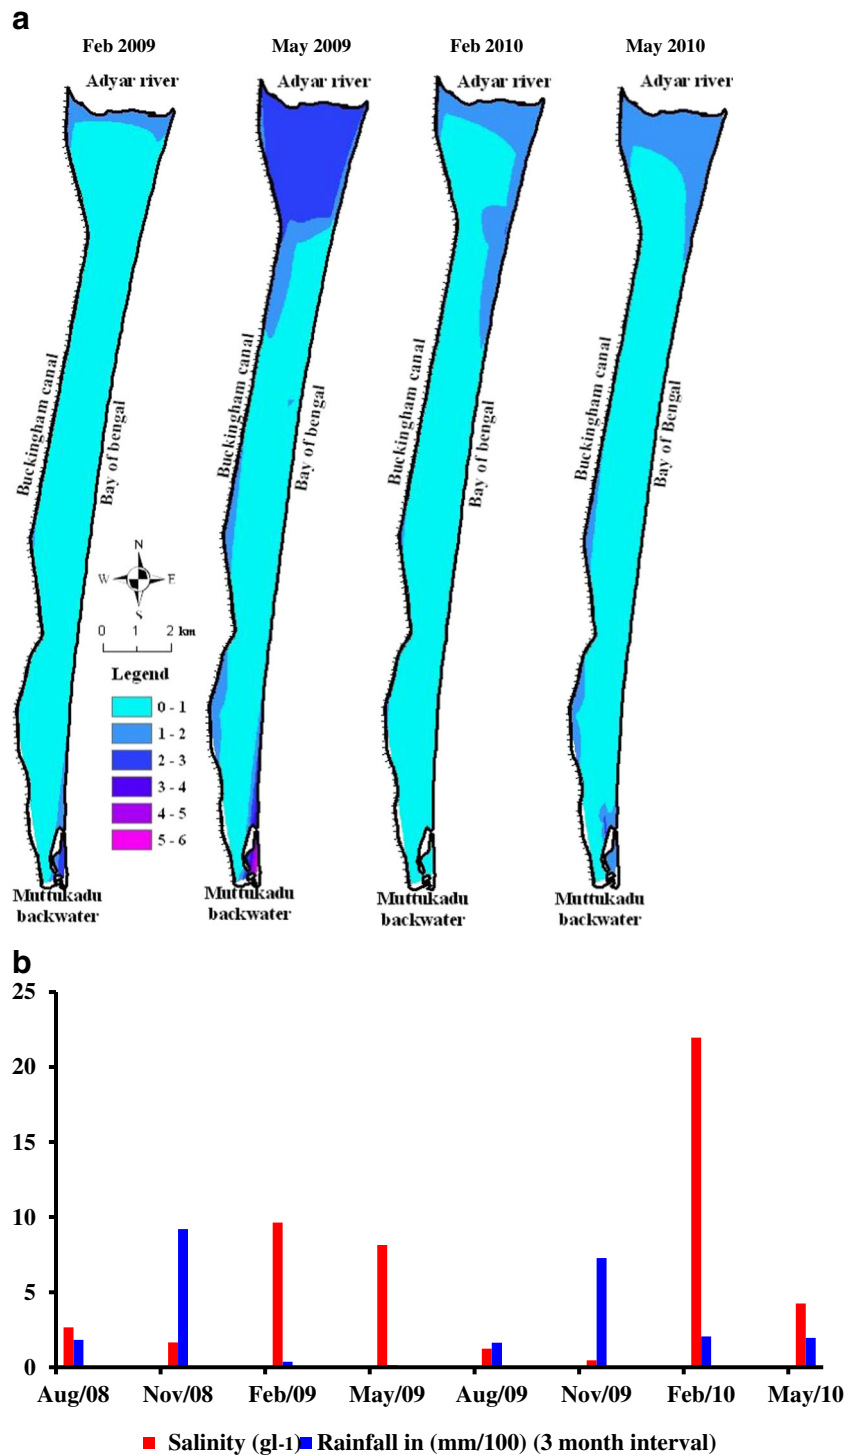 a
Feb 2009 May 2009 Feb 2010 May 2010
Adyar river Adyar river Adyar river Adyar river
Buckingham canal
Bay of bengal
Buckingham canal
Bay of bengal
Buckingham canal
Bay of bengal
Buckingham canal
Bay of Bengal
N
W E
S
0 1 2 km
Legend
0 - 1
1 - 2
2 - 3
3 - 4
4 - 5
5 - 6
Muttukadu backwater
Muttukadu backwater
Muttukadu backwater
Muttukadu backwater
b
25
20
15
10
5
0
Aug/08 Nov/08 Feb/09 May/09 Aug/09 Nov/09 Feb/10 May/10
Salinity (gl-1) Rainfall in (mm/100) (3 month interval)